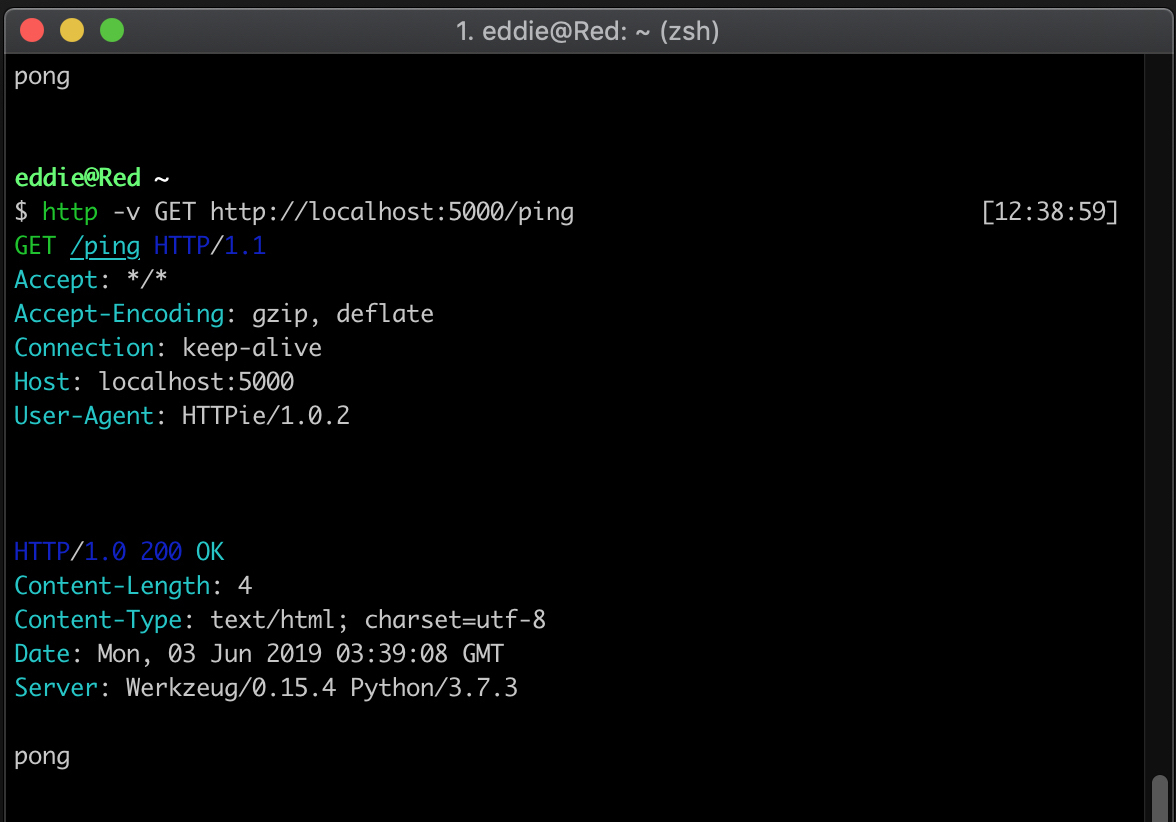 1. eddie@Red: ~ (zsh)
pong
eddie@Red ~
$ http -v GET http://localhost:5000/ping [12:38:59]
GET /ping HTTP/1.1
Accept: */*
Accept-Encoding: gzip, deflate
Connection: keep-alive
Host: localhost:5000
User-Agent: HTTPie/1.0.2
HTTP/1.0 200 OK
Content-Length: 4
Content-Type: text/html; charset=utf-8
Date: Mon, 03 Jun 2019 03:39:08 GMT
Server: Werkzeug/0.15.4 Python/3.7.3
pong